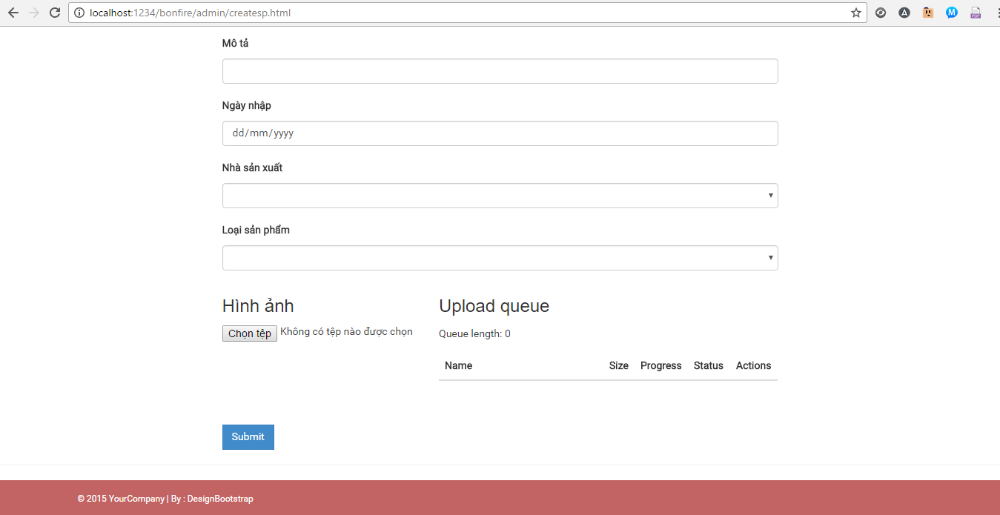 localhost:1234/bonfire/admin/createsp.html
Mô tả
Ngày nhập
dd/mm/yyyy
Nhà sản xuất
Loại sản phẩm
Hình ảnh
Chọn tệp Không có tệp nào được chọn
Upload queue
Queue length: 0
Name Size Progress Status Actions
Submit
© 2015 YourCompany | By : DesignBootstrap